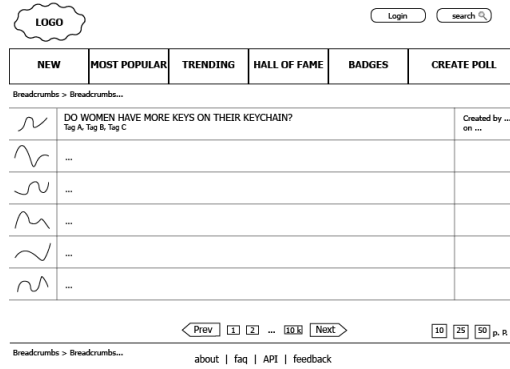 LOGO
Login
search
NEW
MOST POPULAR
TRENDING
HALL OF FAME
BADGES
CREATE POLL
Breadcrumbs > Breadcrumbs...
DO WOMEN HAVE MORE KEYS ON THEIR KEYCHAIN?
Tag A, Tag B, Tag C
Created by ...
on ...
...
...
...
...
...
Prev 1 2 ... 10 k Next
10 25 50 p. P.
Breadcrumbs > Breadcrumbs...
about | faq | API | feedback